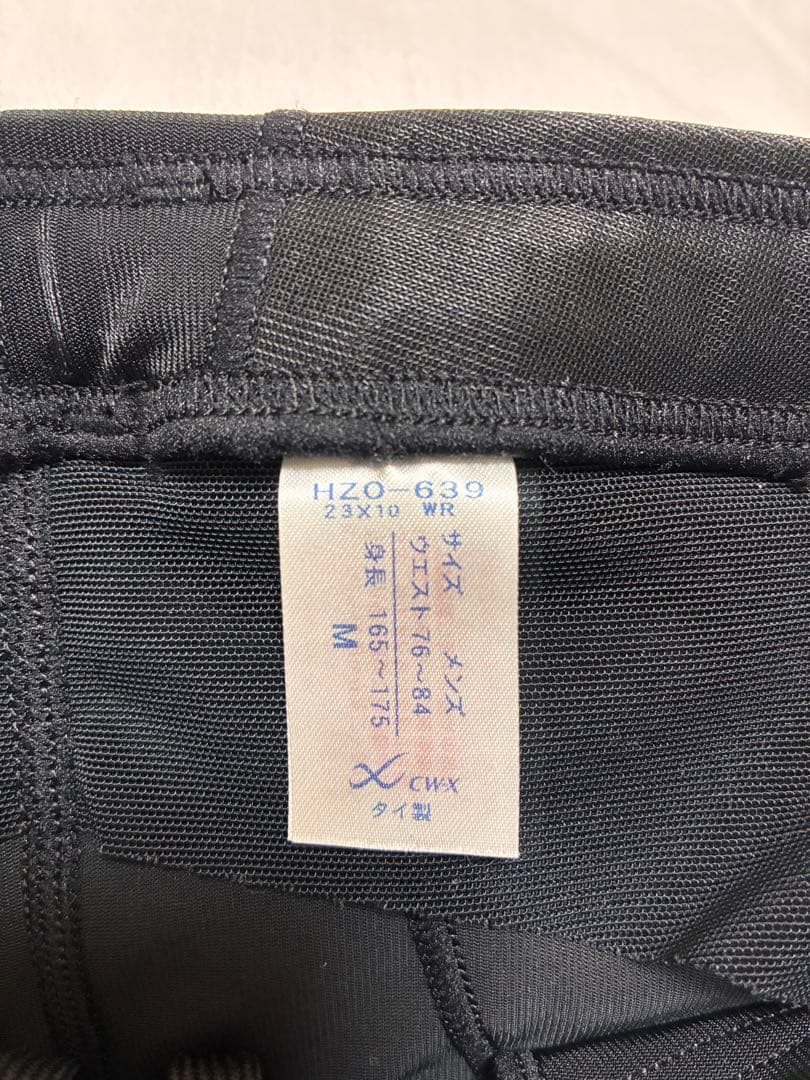 HZO-639
23X10 WR
サイズ メンズ
ウエスト76~84
身長 165~175
M
CW-X
タイ製